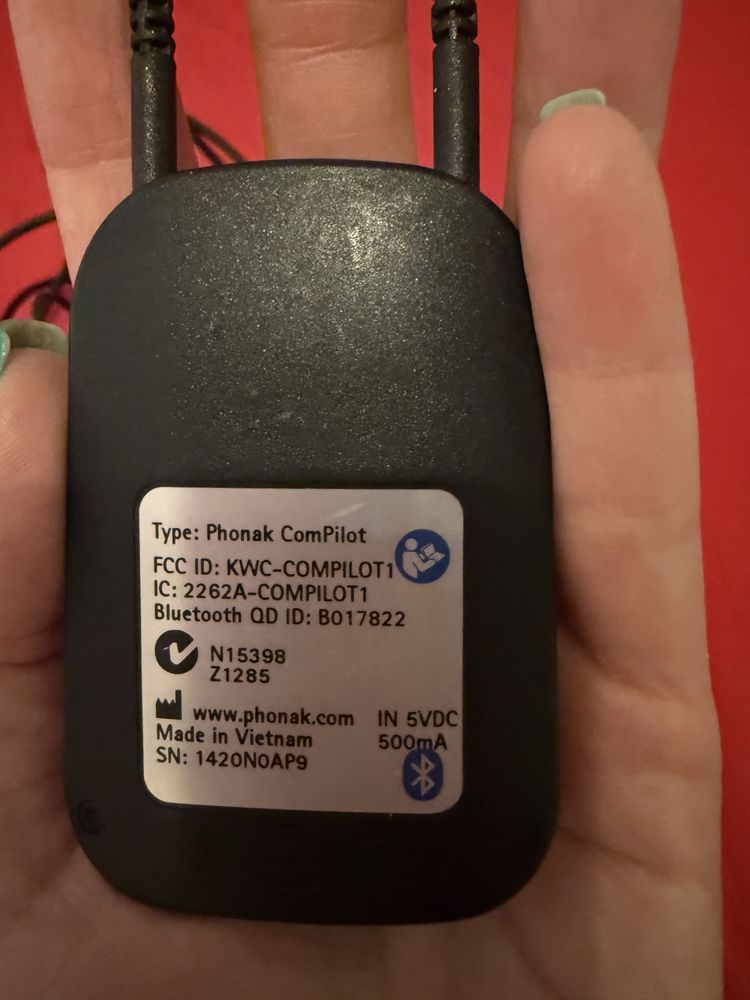 Type: Phonak ComPilot
FCC ID: KWC-COMPILOT1
IC: 2262A-COMPILOT1
Bluetooth QD ID: B017822
N15398
Z1285
www.phonak.com IN 5VDC
Made in Vietnam 500mA
SN: 1420N0AP9